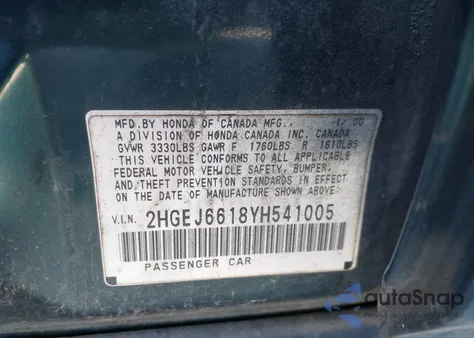 MFD.BY HONDA OF CANADA MFG., 1/00
A DIVISION OF HONDA CANADA INC. CANADA
GVWR 3330LBS GAWR F 1760LBS R 1610LBS
THIS VEHICLE CONFORMS TO ALL APPLICABLE
FEDERAL MOTOR VEHICLE SAFETY, BUMPER,
AND THEFT PREVENTION STANDARDS IN EFFECT
ON THE DATE OF MANUFACTURE SHOWN ABOVE.
V.I.N. 2HGEJ6618YH541005
PASSENGER CAR
autoSnap